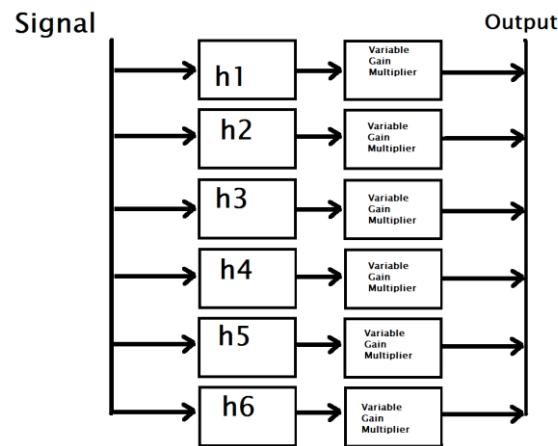 Signal
Output
h1
Variable
Gain
Multiplier
h2
Variable
Gain
Multiplier
h3
Variable
Gain
Multiplier
h4
Variable
Gain
Multiplier
h5
Variable
Gain
Multiplier
h6
Variable
Gain
Multiplier